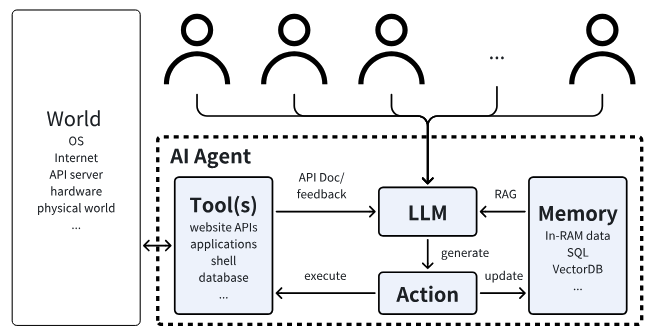 World
OS
Internet
API server
hardware
physical world
...
...
AI Agent
Tool(s)
website APIs
applications
shell
database
...
API Doc/
feedback
LLM
RAG
Memory
In-RAM data
SQL
VectorDB
...
generate
execute
Action
update